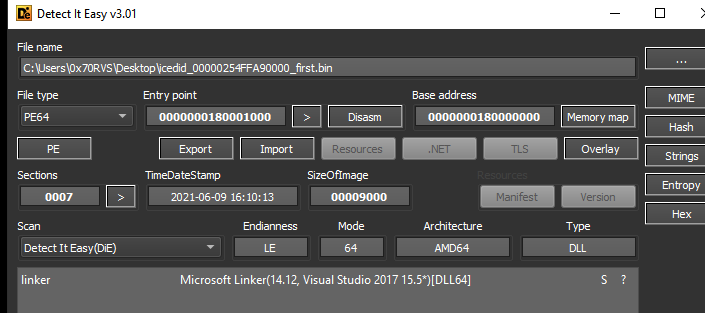 Detect It Easy v3.01
File name
C:\Users\0x70RVS\Desktop\icedid_00000254FFA90000_first.bin
...
File type Entry point Base address
PE64 0000000180001000 > Disasm 0000000180000000 Memory map MIME
PE Export Import Resources .NET TLS Overlay Hash
Sections TimeDateStamp SizeOfImage Resources Strings
0007 > 2021-06-09 16:10:13 00009000 Manifest Version Entropy
Scan Endianness Mode Architecture Type Hex
Detect It Easy(DiE) LE 64 AMD64 DLL
linker Microsoft Linker(14.12, Visual Studio 2017 15.5*)[DLL64] S ?